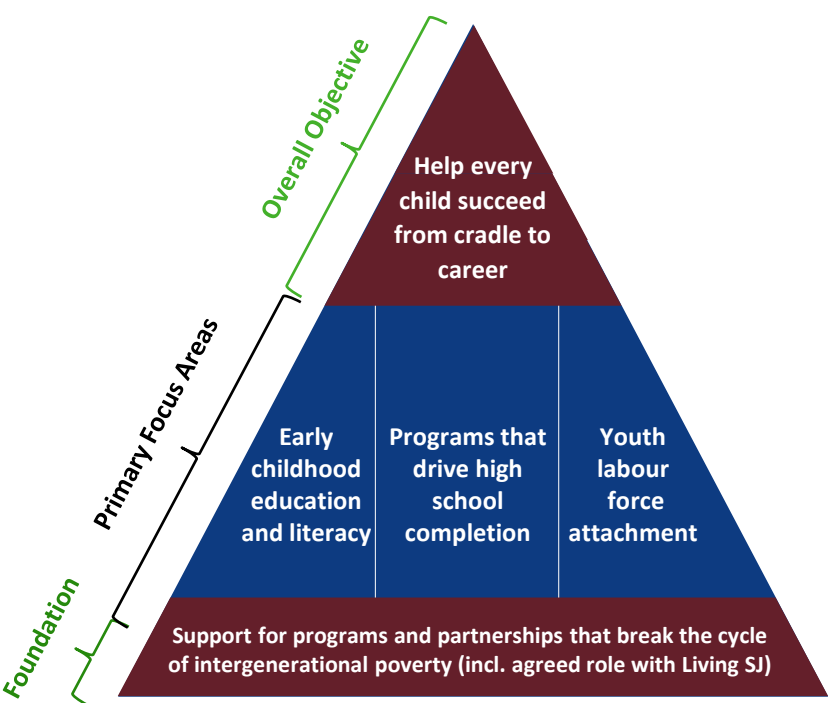 Overall Objective
Help every
child succeed
from cradle to
career
Primary Focus Areas
Early
childhood
education
and literacy
Programs that
drive high
school
completion
Youth
labour
force
attachment
Foundation
Support for programs and partnerships that break the cycle
of intergenerational poverty (incl. agreed role with Living SJ)